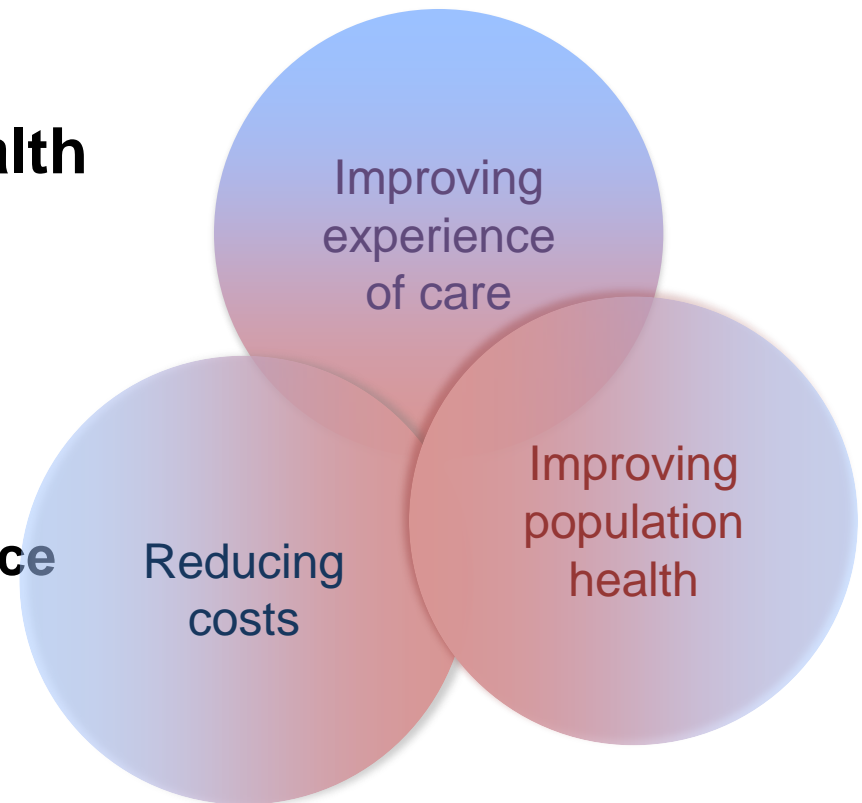 alth
Improving
experience
of care
Improving
population
health
ce
Reducing
costs